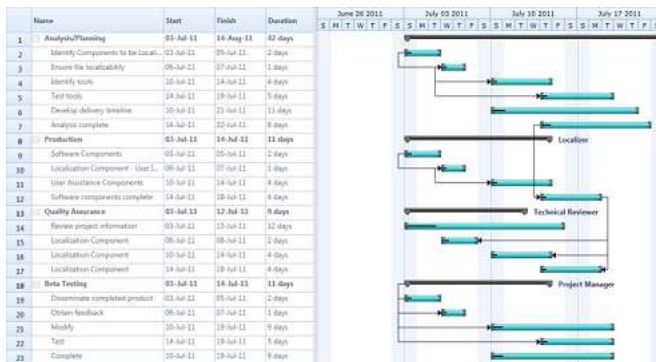 Name Start Finish Duration
June 26 2011 July 03 2011 July 10 2011 July 17 2011
S M T W T F S S M T W T F S S M T W T F S S M T W T F S
1 Analysis/Planning 03-Jul-11 14-Aug-11 42 days
2 Identify Components to be Locali... 03-Jul-11 05-Jul-11 2 days
3 Ensure file localizability 06-Jul-11 07-Jul-11 1 days
4 Identify tools 10-Jul-11 14-Jul-11 4 days
5 Test tools 14-Jul-11 19-Jul-11 5 days
6 Develop delivery timeline 10-Jul-11 21-Jul-11 11 days
7 Analysis complete 14-Jul-11 22-Jul-11 8 days
8 Production 03-Jul-11 14-Jul-11 11 days
Localizer
9 Software Components 03-Jul-11 05-Jul-11 2 days
10 Localization Component - User I... 06-Jul-11 07-Jul-11 1 days
11 User Assistance Components 10-Jul-11 14-Jul-11 4 days
12 Software components complete 14-Jul-11 18-Jul-11 4 days
13 Quality Assurance 03-Jul-11 12-Jul-11 9 days
Technical Reviewer
14 Review project information 03-Jul-11 15-Jul-11 12 days
15 Localization Component 06-Jul-11 08-Jul-11 2 days
16 Localization Component 10-Jul-11 14-Jul-11 4 days
17 Localization Component 14-Jul-11 18-Jul-11 4 days
18 Beta Testing 03-Jul-11 14-Jul-11 11 days
Project Manager
19 Disseminate completed product 03-Jul-11 05-Jul-11 2 days
20 Obtain feedback 06-Jul-11 07-Jul-11 1 days
21 Modify 10-Jul-11 19-Jul-11 9 days
22 Test 14-Jul-11 19-Jul-11 5 days
23 Complete 10-Jul-11 19-Jul-11 9 days